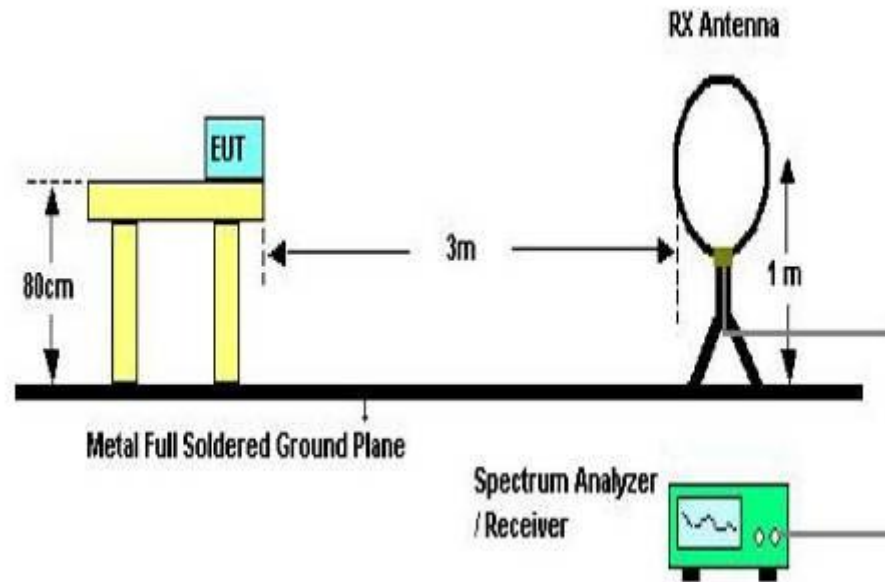 RX Antenna
EUT
3m
80cm
1 m
Metal Full Soldered Ground Plane
Spectrum Analyzer
/ Receiver